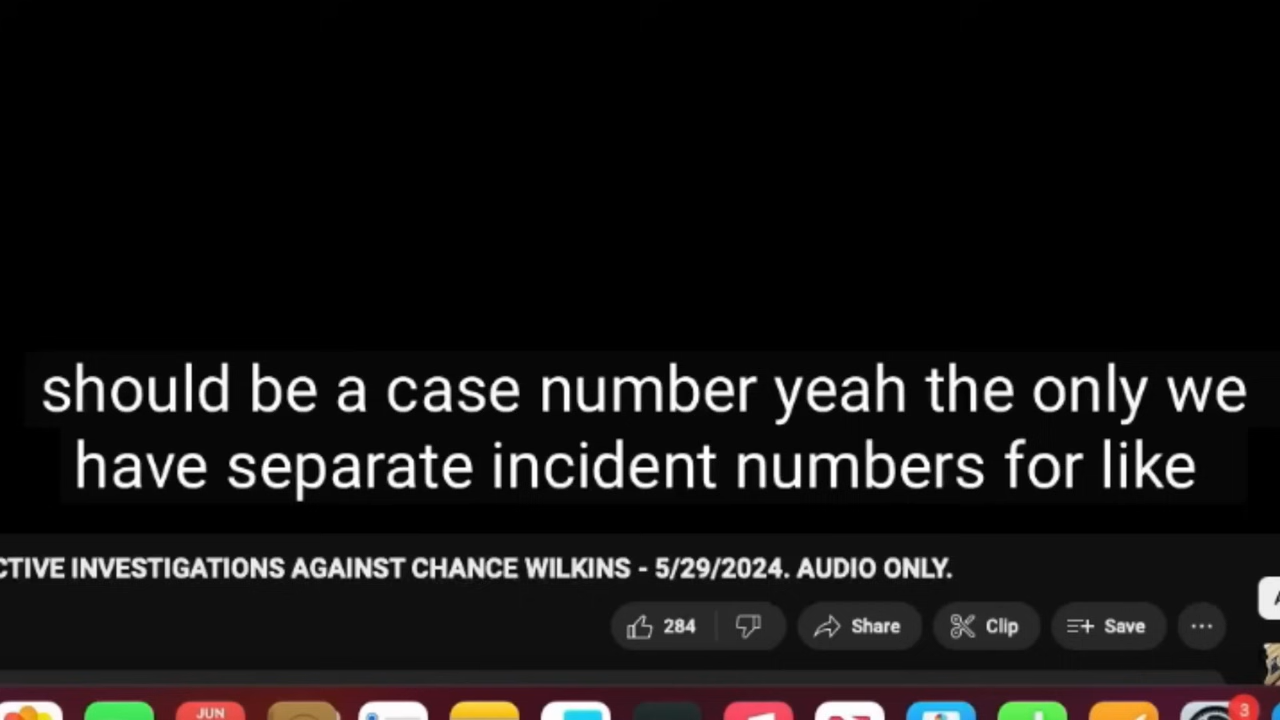 should be a case number yeah the only we
have separate incident numbers for like
CTIVE INVESTIGATIONS AGAINST CHANCE WILKINS - 5/29/2024. AUDIO ONLY.
284 Share Clip Save
JUN
3